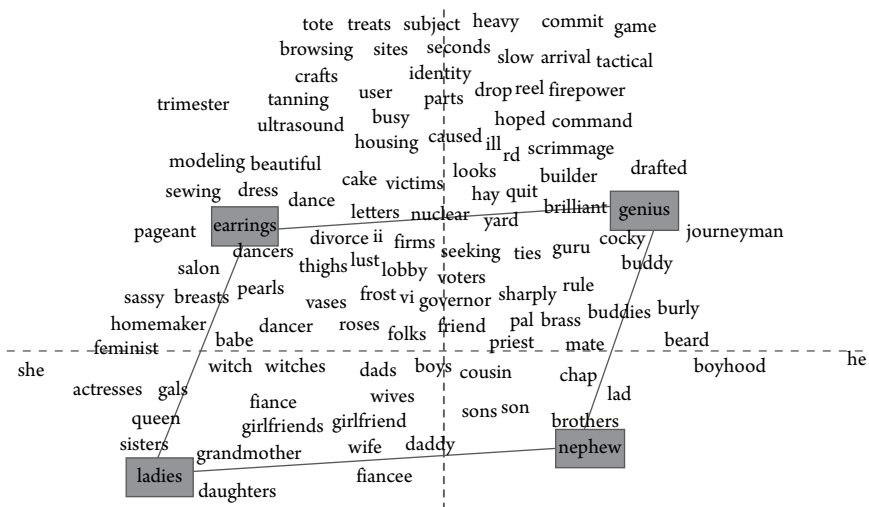 tote treats subject heavy commit game
browsing sites seconds slow arrival tactical
crafts identity
trimester tanning user parts drop reel firepower
ultrasound busy hoped command
housing caused ill rd scrimmage
modeling beautiful looks builder drafted
sewing dress cake victims hay quit
dance letters nuclear yard brilliant genius
pageant earrings divorce ii firms seeking ties guru cocky journeyman
dancers thighs lust lobby voters buddy
salon
sassy breasts pearls vases frost vi governor sharply rule
homemaker dancer roses folks friend pal brass buddies burly
feminist babe priest mate beard
she witch witches dads boys cousin chap boyhood he
actresses gals fiance wives lad
queen girlfriends girlfriend sons son brothers
sisters grandmother wife daddy nephew
ladies daughters fiancee